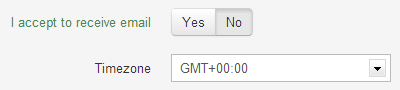 I accept to receive email Yes No
Timezone GMT+00:00